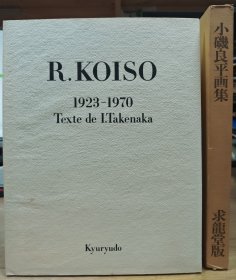 R. KOISO
1923-1970
Texte de I.Takenaka
Kyuryudo
小磯良平画集
求龍堂版